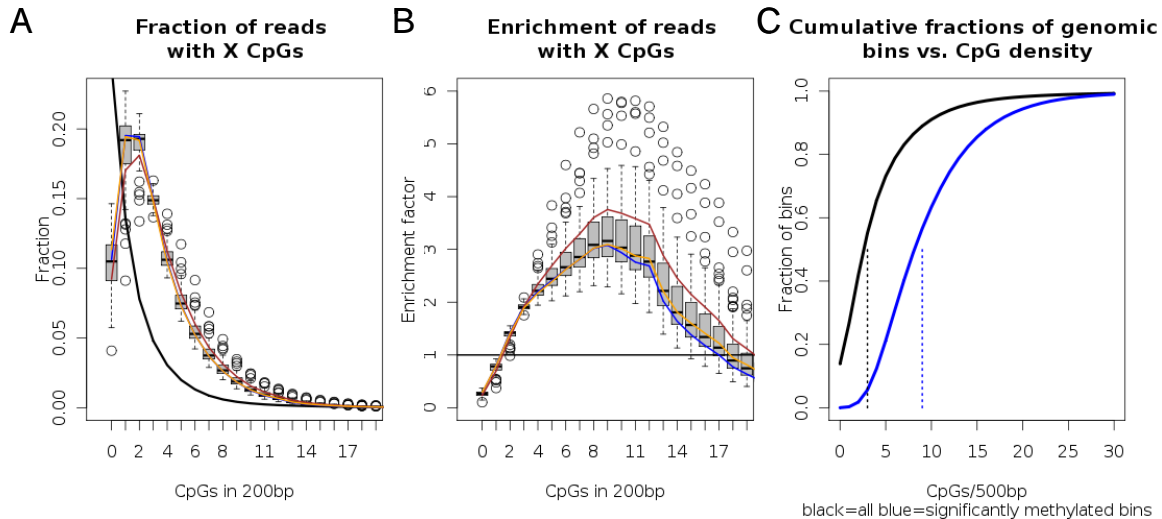 A
Fraction of reads
with X CpGs
Fraction
0.00
0.05
0.10
0.15
0.20
0
2
4
6
8
11
14
17
CpGs in 200bp
B
Enrichment of reads
with X CpGs
Enrichment factor
0
1
2
3
4
5
6
0
2
4
6
8
11
14
17
CpGs in 200bp
C
Cumulative fractions of genomic
bins vs. CpG density
Fraction of bins
0.0
0.2
0.4
0.6
0.8
1.0
0
5
10
15
20
25
30
CpGs/500bp
black=all blue=significantly methylated bins